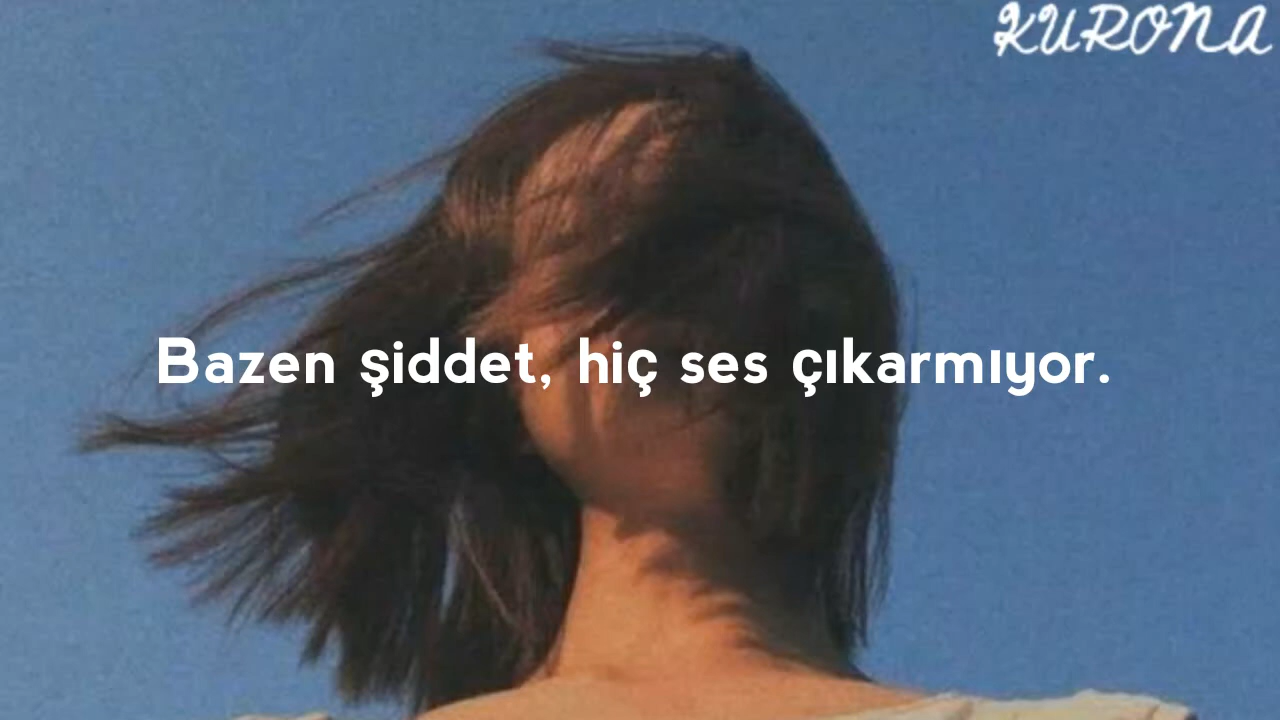 KURONA
Bazen şiddet, hiç ses çıkarmıyor.